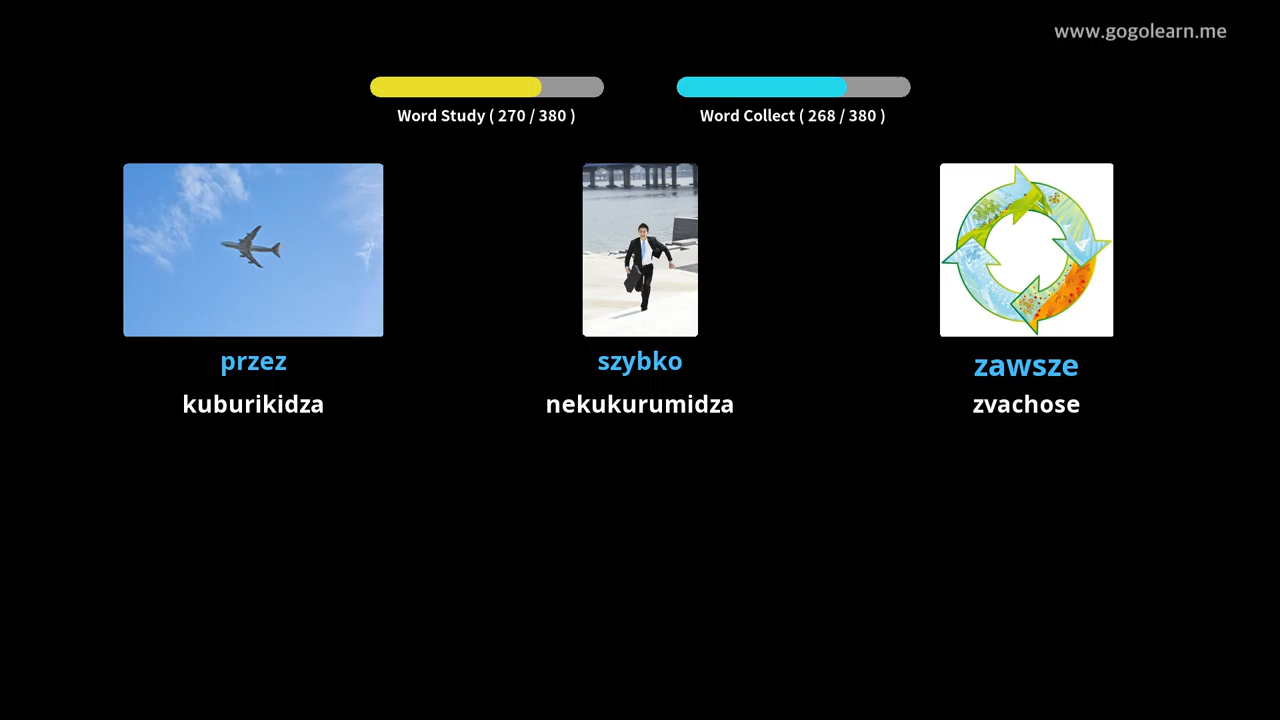 www.gogolearn.me
Word Study ( 270 / 380 )
Word Collect ( 268 / 380 )
przez
szybko
zawsze
kuburikidza
nekukurumidza
zvachose